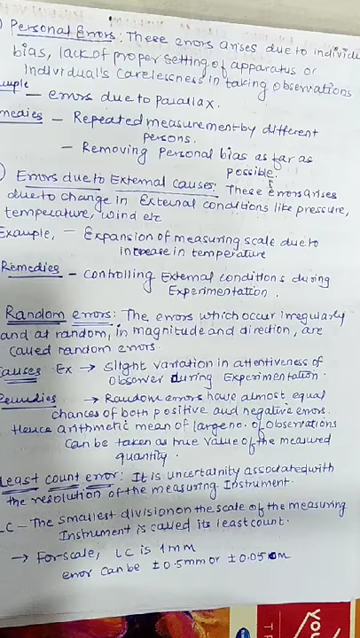 ) Personal Errors: These errors arises due to individu
bias, lack of proper setting of apparatus or
Individual's carelessness in taking observations
ample — errors due to Parallax.
medies — Repeated measurement by different
persons.
— Removing Personal bias as far as
possible.
) Errors due to External Causes: These errors arises
due to change in External conditions like pressure,
temperature, wind etc
Example, — Expansion of measuring scale due to
increase in temperature
Remedies — Controlling External conditions during
Experimentation.
Random errors: The errors which occur irregularly
and at random, in magnitude and direction, are
called random errors.
Causes Ex → Slight variation in attentiveness of
observer during Experimentation.
Remedies → Random errors have almost equal
chances of both positive and negative errors.
Hence arithmetic mean of large no. of observations
can be taken as true value of the measured
quantity.
Least count error: It is uncertainty associated with
the resolution of the measuring Instrument.
LC — The smallest division on the scale of the measuring
Instrument is called its least count.
→ For scale, LC is 1mm
error can be ±0.5mm or ±0.05cm
YOU
T